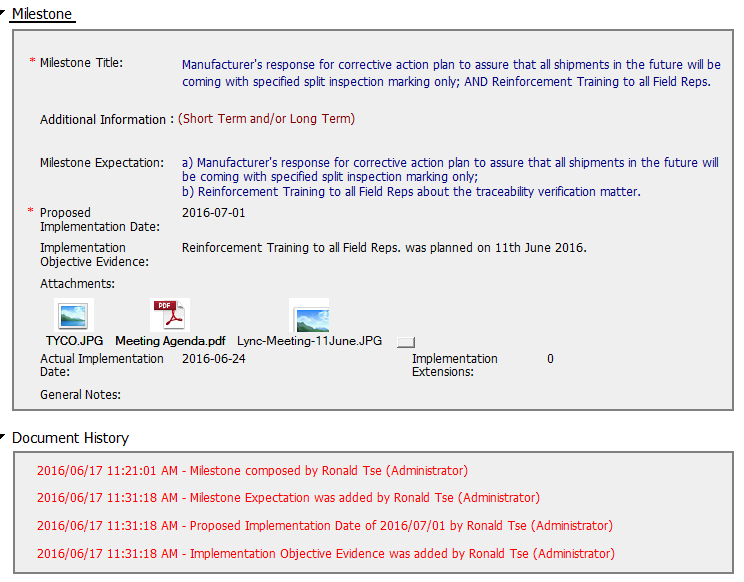 Milestone
* Milestone Title: Manufacturer's response for corrective action plan to assure that all shipments in the future will be
coming with specified split inspection marking only; AND Reinforcement Training to all Field Reps.
Additional Information : (Short Term and/or Long Term)
Milestone Expectation: a) Manufacturer's response for corrective action plan to assure that all shipments in the future will
be coming with specified split inspection marking only;
b) Reinforcement Training to all Field Reps about the traceability verification matter.
* Proposed 2016-07-01
Implementation Date:
Implementation Reinforcement Training to all Field Reps. was planned on 11th June 2016.
Objective Evidence:
Attachments:
PDF
TYCO.JPG Meeting Agenda.pdf Lync-Meeting-11June.JPG
Actual Implementation 2016-06-24 Implementation 0
Date: Extensions:
General Notes:
Document History
2016/06/17 11:21:01 AM - Milestone composed by Ronald Tse (Administrator)
2016/06/17 11:31:18 AM - Milestone Expectation was added by Ronald Tse (Administrator)
2016/06/17 11:31:18 AM - Proposed Implementation Date of 2016/07/01 by Ronald Tse (Administrator)
2016/06/17 11:31:18 AM - Implementation Objective Evidence was added by Ronald Tse (Administrator)